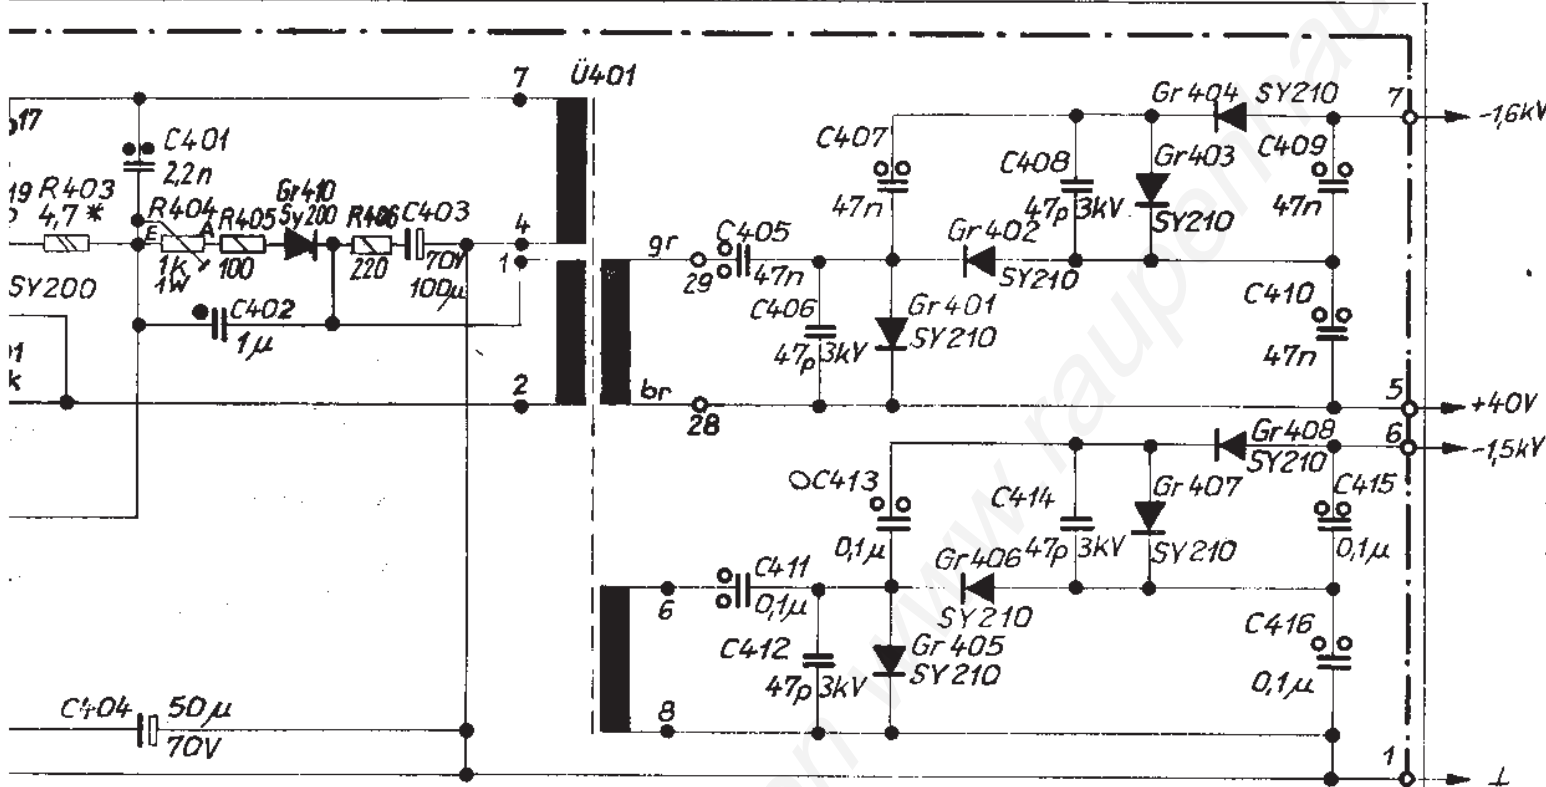 7
Ü401
17
C401
2,2n
19
R403
4,7 *
R404
E
A
1k
1W
R405
100
Gr410
Sy200
R406
220
C403
70V
100µ
4
1
SY200
C402
1µ
k
2
gr
29
br
28
C405
47n
C406
47p 3kV
C407
47n
Gr402
SY210
Gr401
SY210
C408
47p 3kV
Gr404 SY210
Gr403
SY210
C409
47n
C410
47n
7
-1,6kV
5
+40V
6
-1,5kV
Gr408
SY210
C413
0,1µ
C414
47p 3kV
Gr407
SY210
C415
0,1µ
C411
0,1µ
6
C412
47p 3kV
8
Gr406
SY210
Gr405
SY210
C416
0,1µ
C404
50µ
70V
1
⊥
www.raupenha